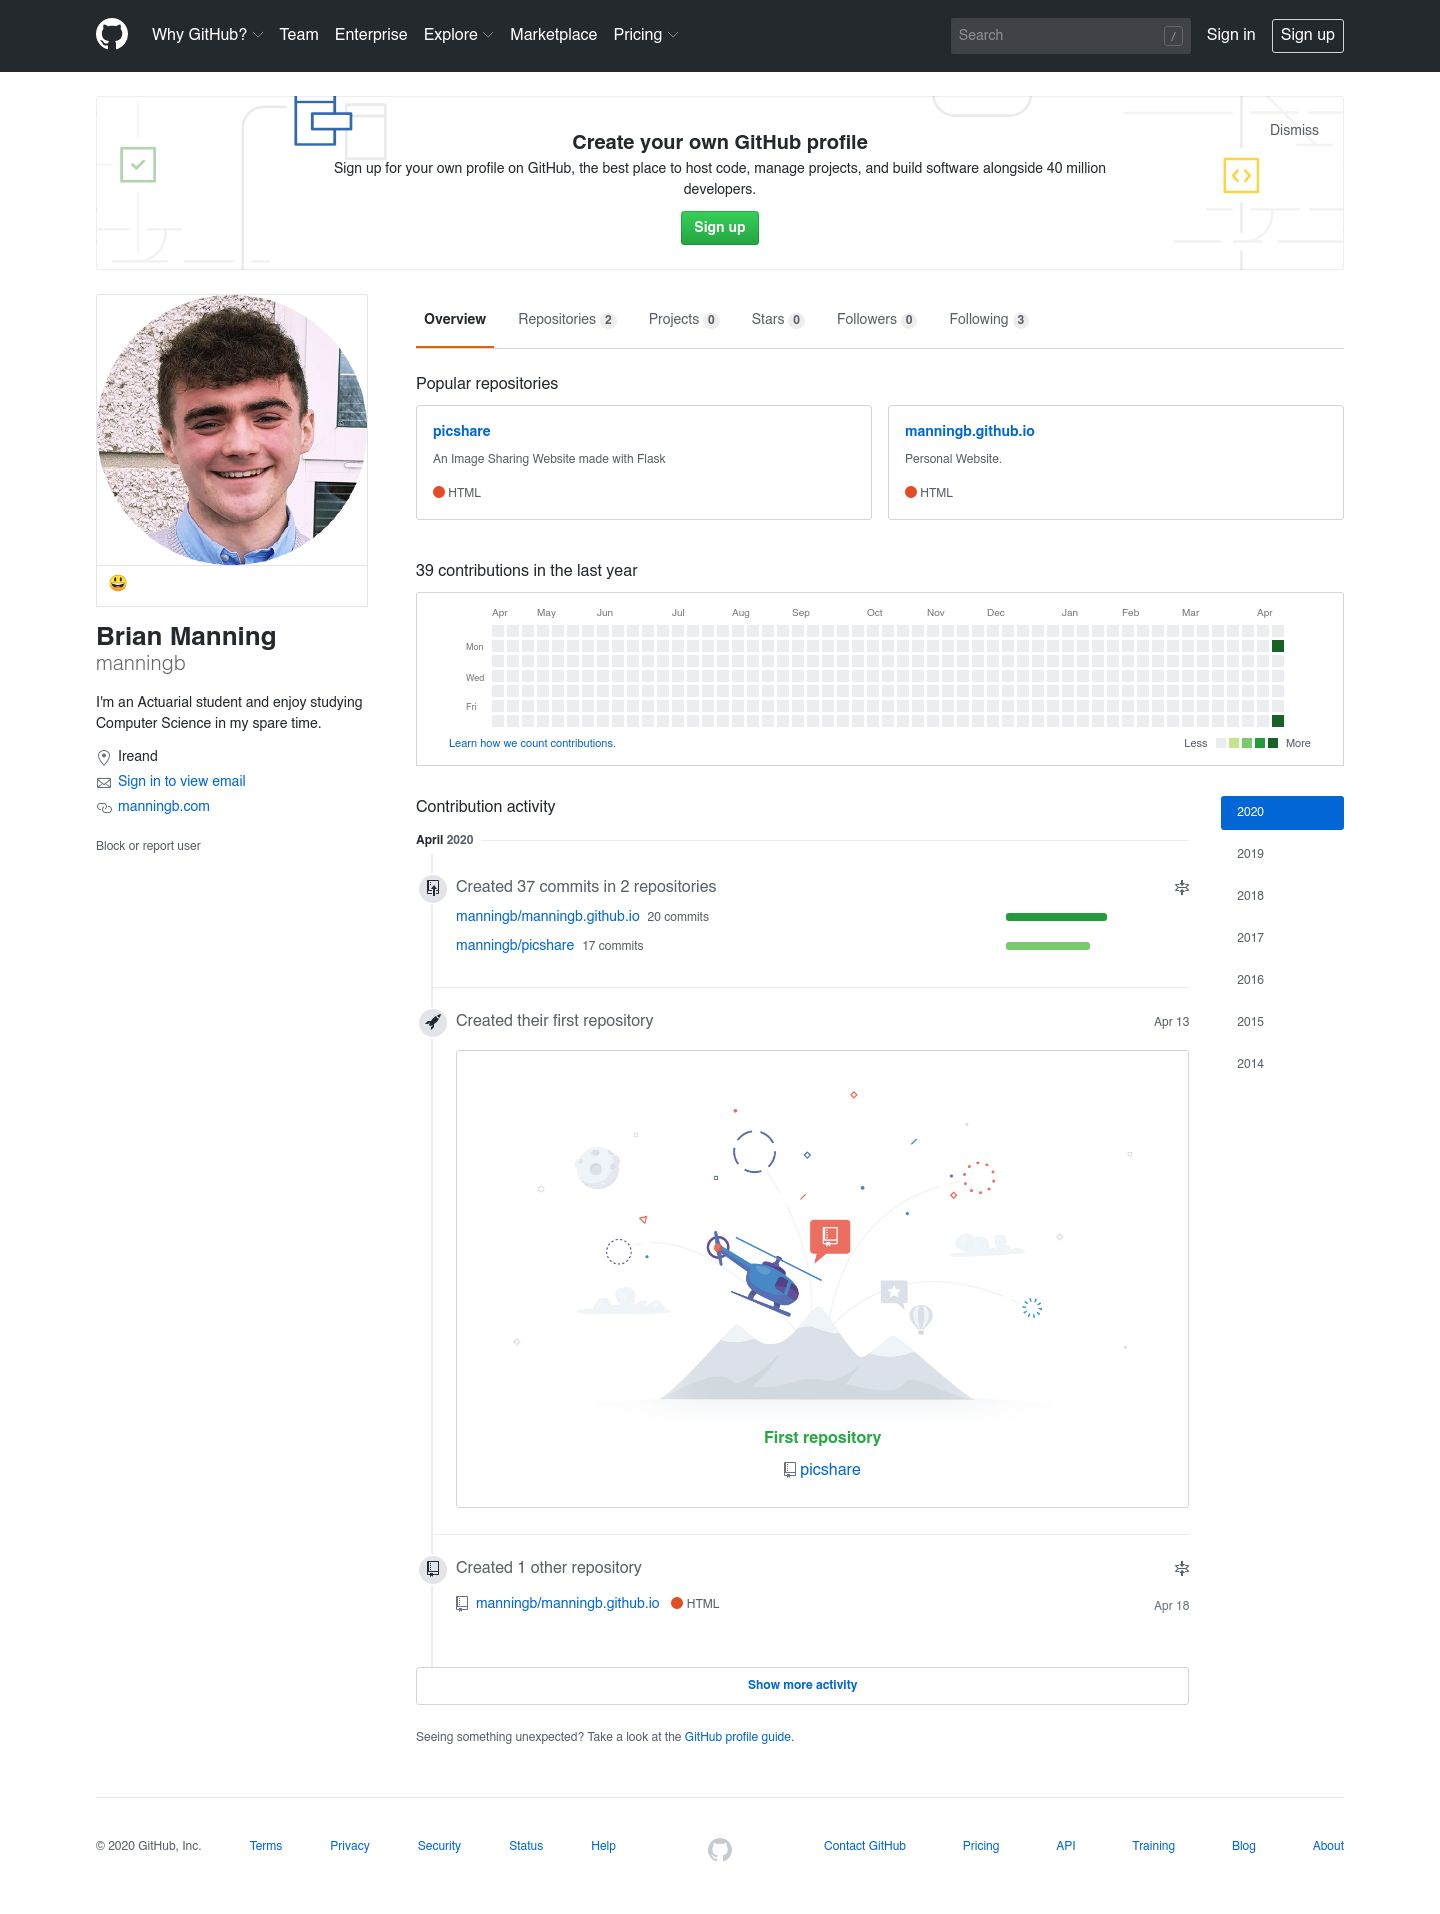 Why GitHub? Team Enterprise Explore Marketplace Pricing Search / Sign in Sign up
Create your own GitHub profile
Dismiss
Sign up for your own profile on GitHub, the best place to host code, manage projects, and build software alongside 40 million
developers.
Sign up
Overview Repositories 2 Projects 0 Stars 0 Followers 0 Following 3
Brian Manning
manningb
I'm an Actuarial student and enjoy studying
Computer Science in my spare time.
Ireand
Sign in to view email
manningb.com
Block or report user
Popular repositories
picshare
An Image Sharing Website made with Flask
HTML
manningb.github.io
Personal Website.
HTML
39 contributions in the last year
Apr May Jun Jul Aug Sep Oct Nov Dec Jan Feb Mar Apr
Mon
Wed
Fri
Learn how we count contributions.
Less More
Contribution activity
2020
2019
2018
2017
2016
2015
2014
April 2020
Created 37 commits in 2 repositories
manningb/manningb.github.io 20 commits
manningb/picshare 17 commits
Created their first repository Apr 13
First repository
picshare
Created 1 other repository
manningb/manningb.github.io HTML Apr 18
Show more activity
Seeing something unexpected? Take a look at the GitHub profile guide.
© 2020 GitHub, Inc. Terms Privacy Security Status Help Contact GitHub Pricing API Training Blog About